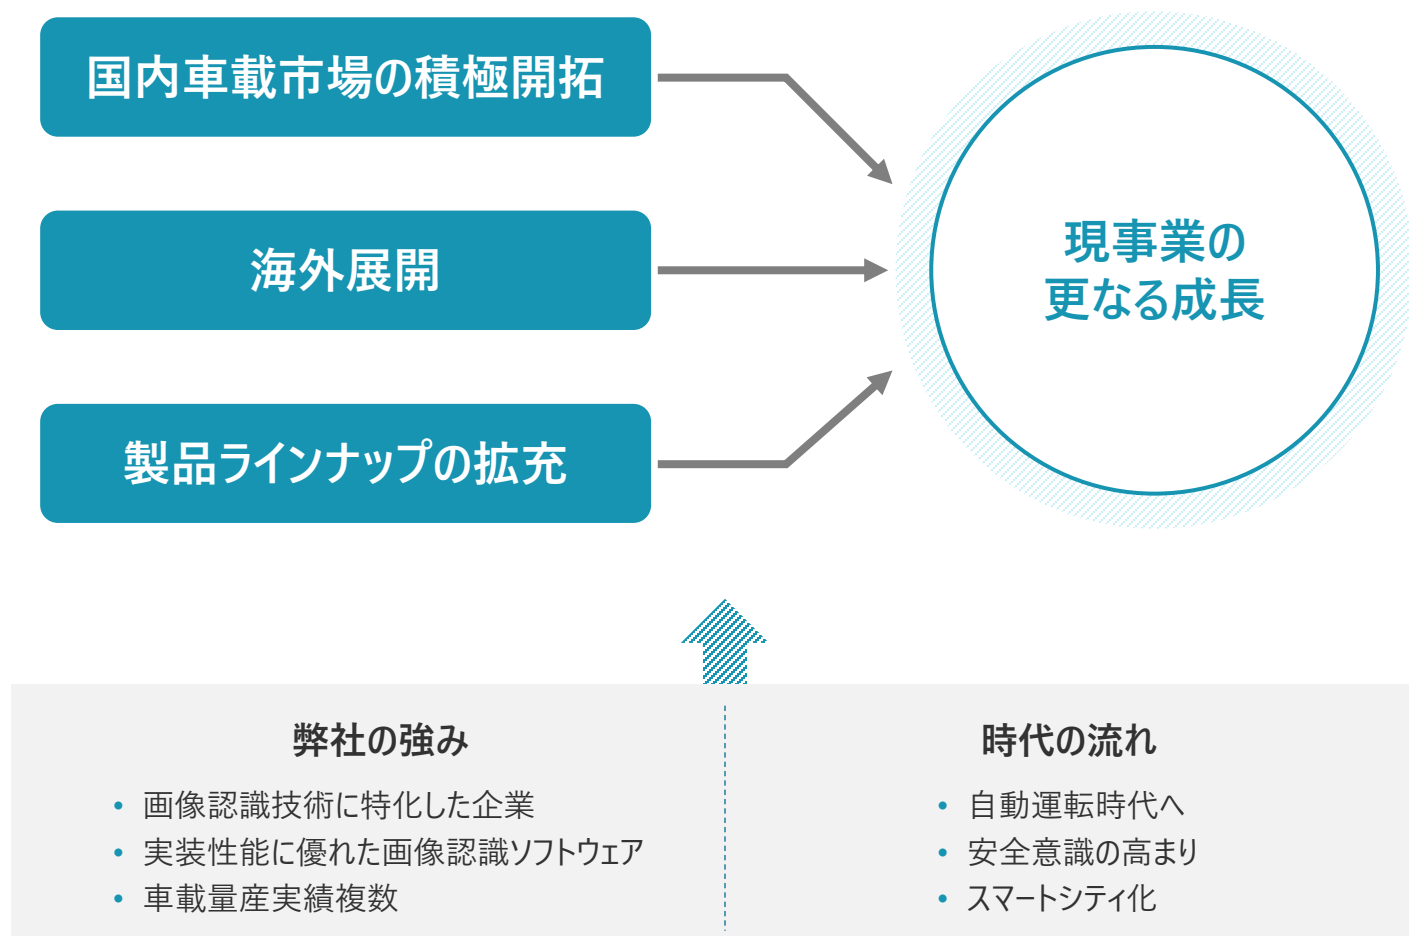 国内車載市場の積極開拓
海外展開
製品ラインナップの拡充
現事業の
更なる成長
弊社の強み
• 画像認識技術に特化した企業
• 実装性能に優れた画像認識ソフトウェア
• 車載量産実績複数
時代の流れ
• 自動運転時代へ
• 安全意識の高まり
• スマートシティ化